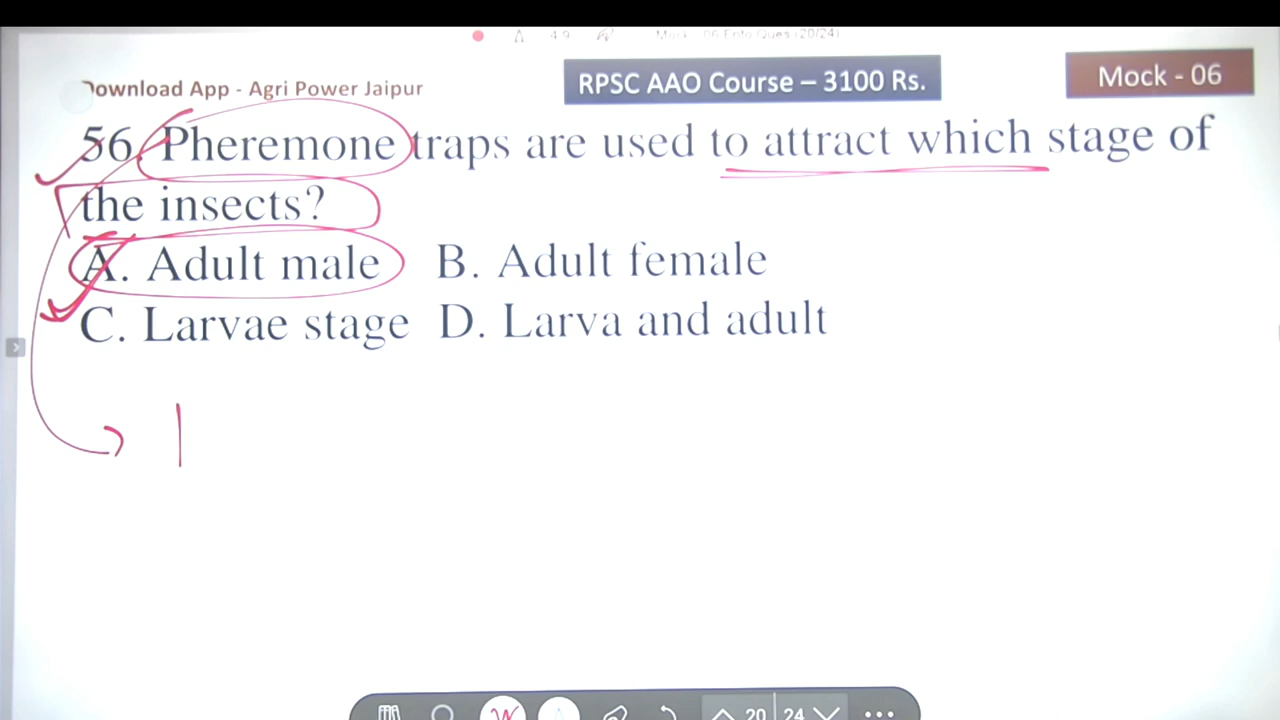 Download App - Agri Power Jaipur
RPSC AAO Course – 3100 Rs.
Mock - 06
56. Pheremone traps are used to attract which stage of
the insects?
A. Adult male B. Adult female
C. Larvae stage D. Larva and adult
20 24